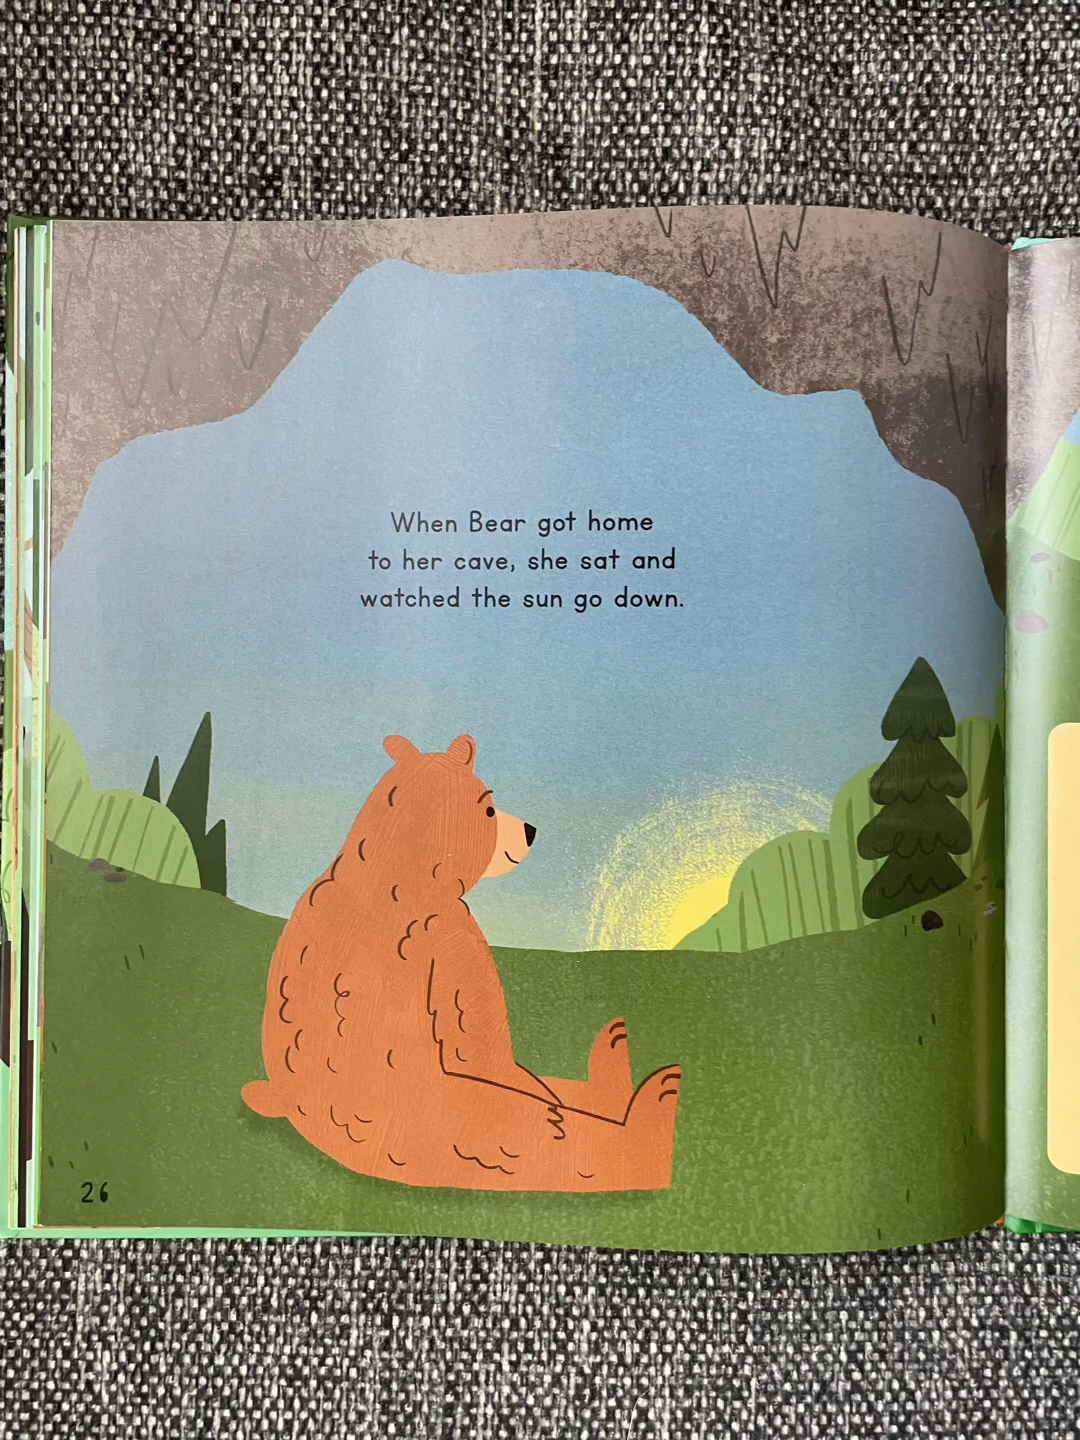 When Bear got home
to her cave, she sat and
watched the sun go down.
26